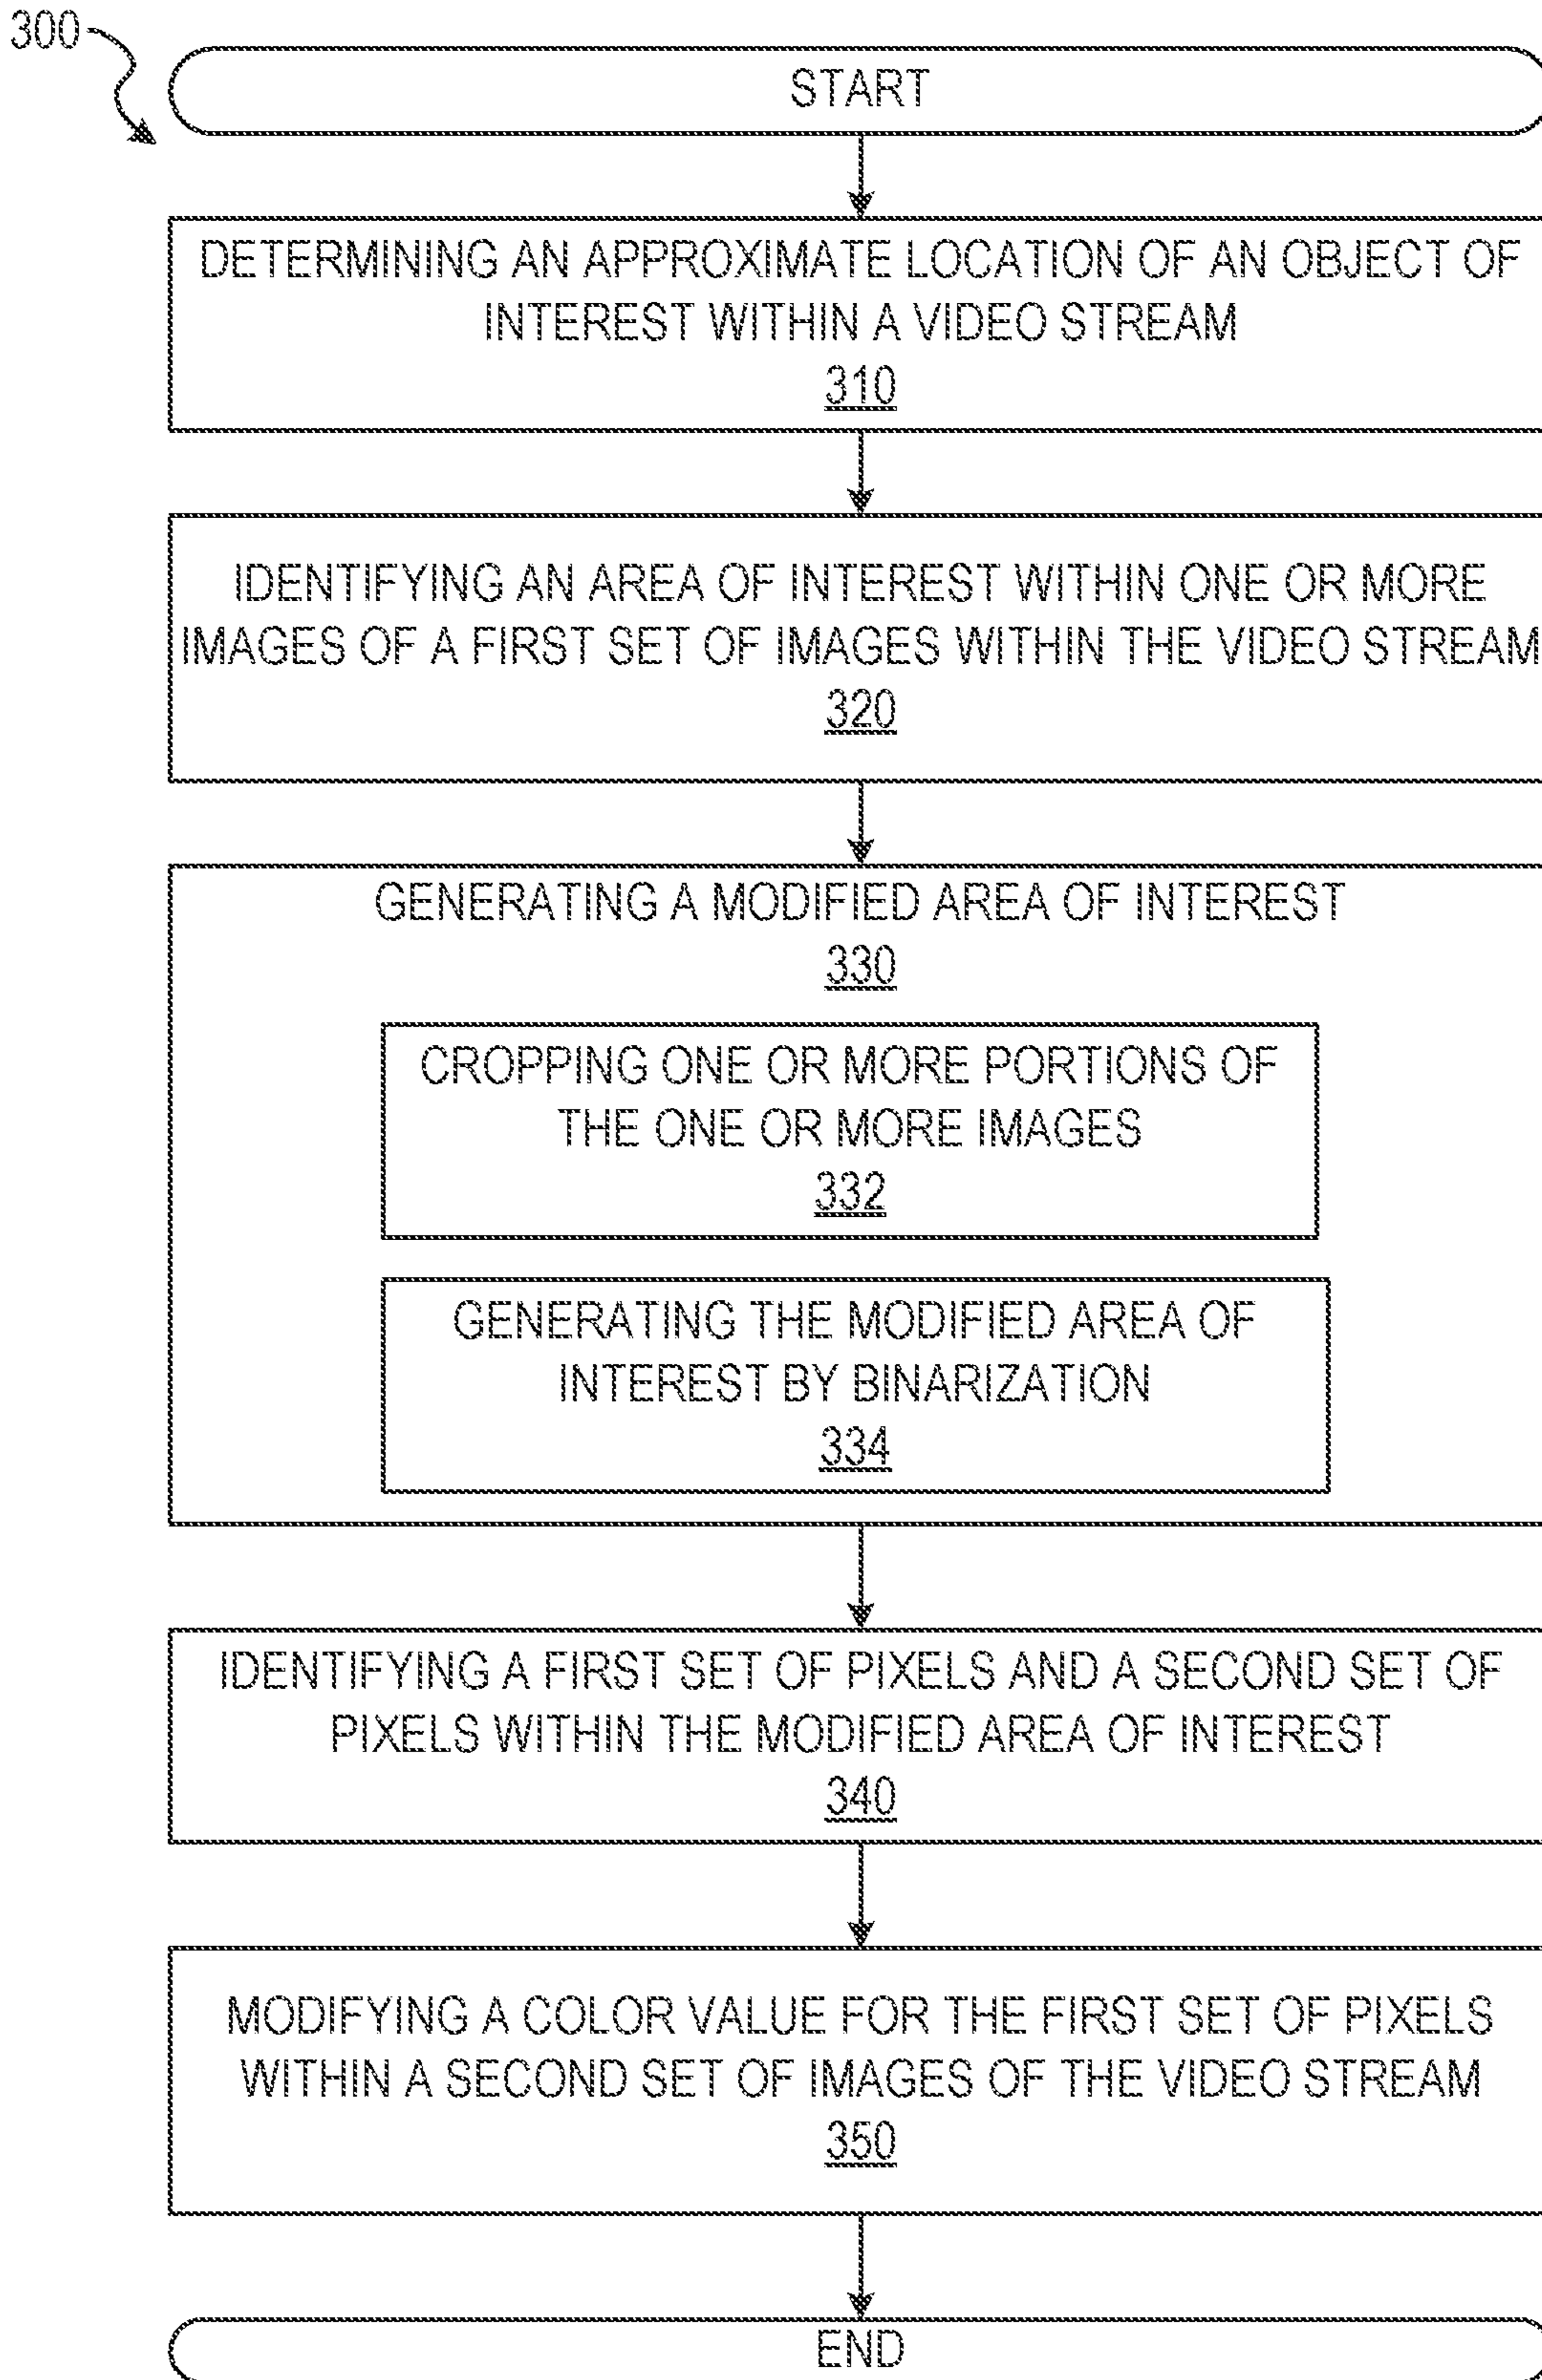 300
START
DETERMINING AN APPROXIMATE LOCATION OF AN OBJECT OF
INTEREST WITHIN A VIDEO STREAM
310
IDENTIFYING AN AREA OF INTEREST WITHIN ONE OR MORE
IMAGES OF A FIRST SET OF IMAGES WITHIN THE VIDEO STREAM
320
GENERATING A MODIFIED AREA OF INTEREST
330
CROPPING ONE OR MORE PORTIONS OF
THE ONE OR MORE IMAGES
332
GENERATING THE MODIFIED AREA OF
INTEREST BY BINARIZATION
334
IDENTIFYING A FIRST SET OF PIXELS AND A SECOND SET OF
PIXELS WITHIN THE MODIFIED AREA OF INTEREST
340
MODIFYING A COLOR VALUE FOR THE FIRST SET OF PIXELS
WITHIN A SECOND SET OF IMAGES OF THE VIDEO STREAM
350
END